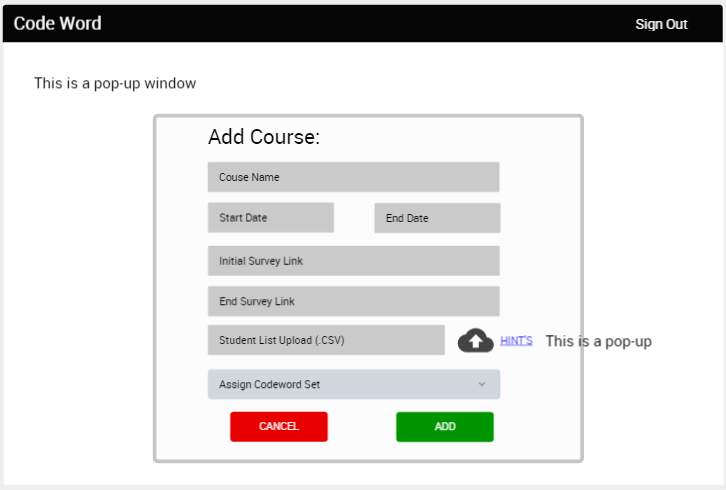 Code Word
Sign Out
This is a pop-up window
Add Course:
Couse Name
Start Date
End Date
Initial Survey Link
End Survey Link
Student List Upload (.CSV)
HINT'S
This is a pop-up
Assign Codeword Set
CANCEL
ADD